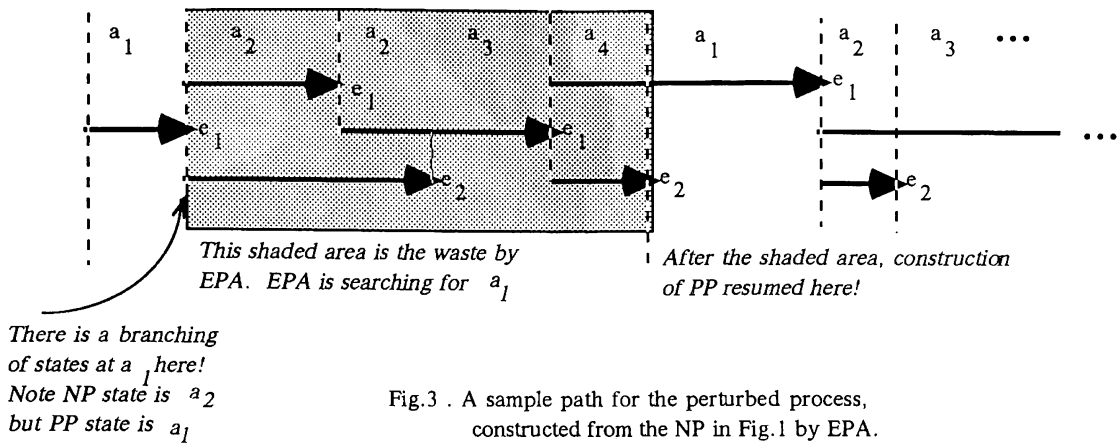 a1 a2 a2 a3 a4 a1 a2 a3 ...
e1 e1
e1 e1 ...
e2 e2 e2
This shaded area is the waste by
EPA. EPA is searching for a1
After the shaded area, construction
of PP resumed here!
There is a branching
of states at a1 here!
Note NP state is a2
but PP state is a1
Fig.3 . A sample path for the perturbed process,
constructed from the NP in Fig.1 by EPA.